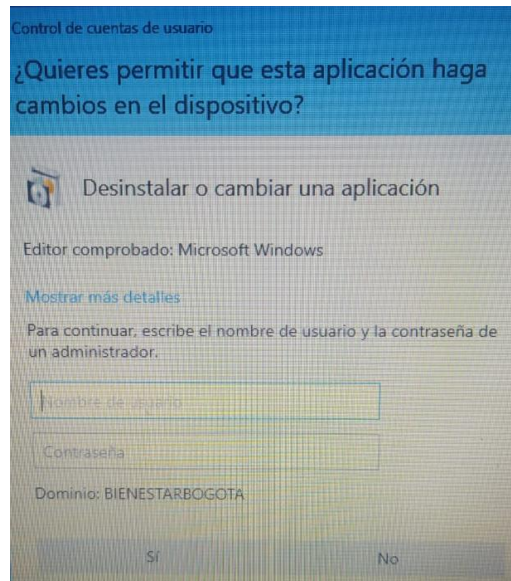 Control de cuentas de usuario
¿Quieres permitir que esta aplicación haga
cambios en el dispositivo?
Desinstalar o cambiar una aplicación
Editor comprobado: Microsoft Windows
Mostrar más detalles
Para continuar, escribe el nombre de usuario y la contraseña de
un administrador.
Nombre de usuario
Contraseña
Dominio: BIENESTARBOGOTA
Sí
No